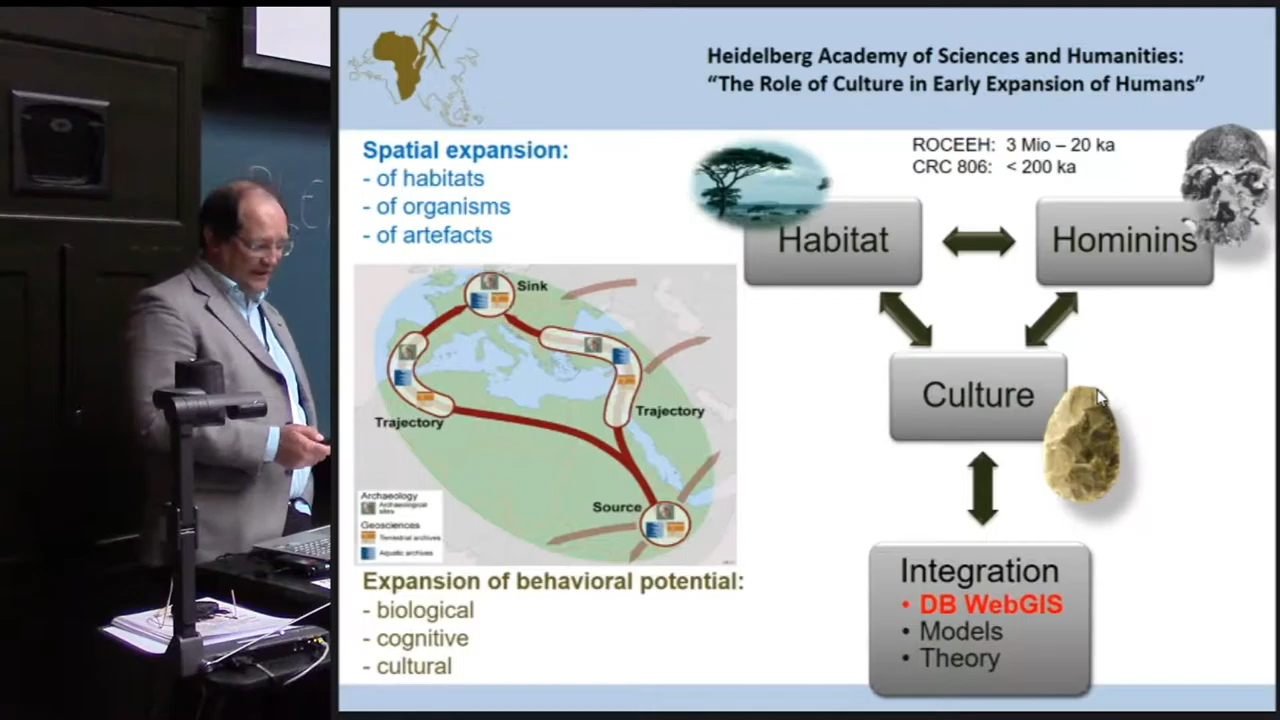 Heidelberg Academy of Sciences and Humanities:
“The Role of Culture in Early Expansion of Humans”
Spatial expansion:
- of habitats
- of organisms
- of artefacts
ROCEEH: 3 Mio – 20 ka
CRC 806: < 200 ka
Habitat
Hominins
Culture
Sink
Trajectory
Trajectory
Source
Archaeology
Archaeological
sites
Geosciences
Terrestrial archives
Aquatic archives
Expansion of behavioral potential:
- biological
- cognitive
- cultural
Integration
• DB WebGIS
• Models
• Theory